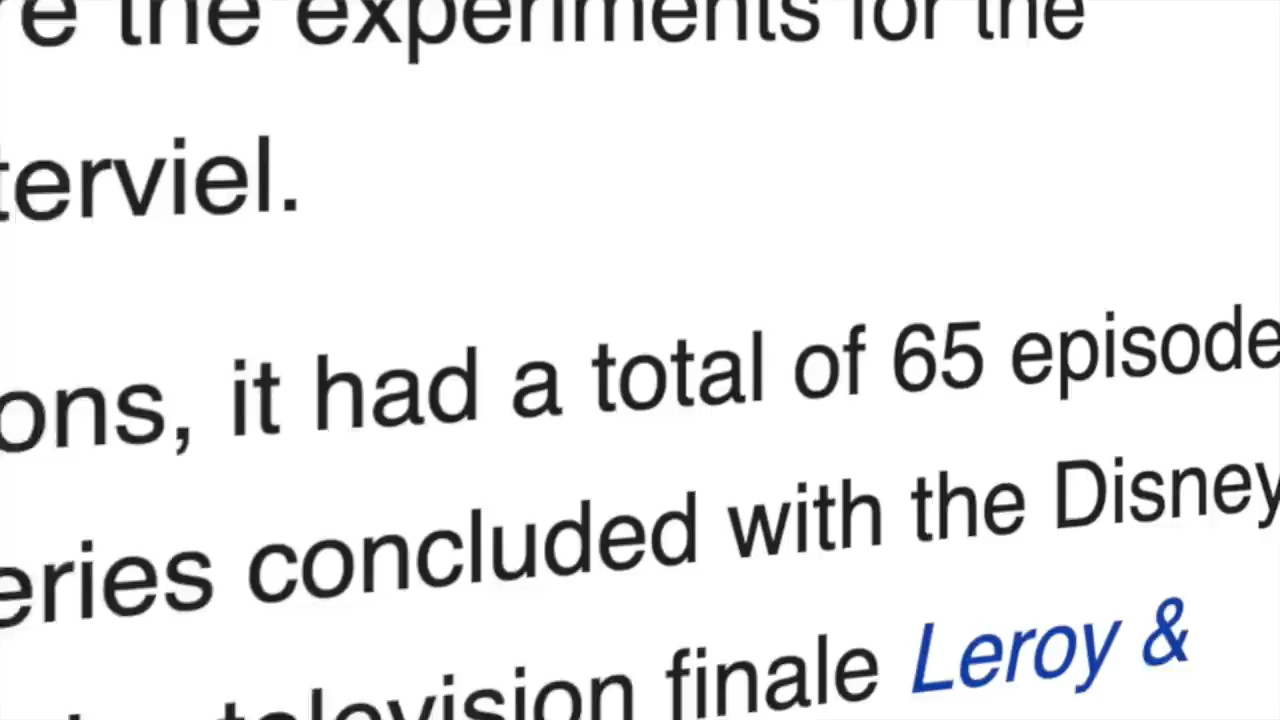 re the experiments for the
terviel.
ons, it had a total of 65 episode
eries concluded with the Disney
television finale Leroy &